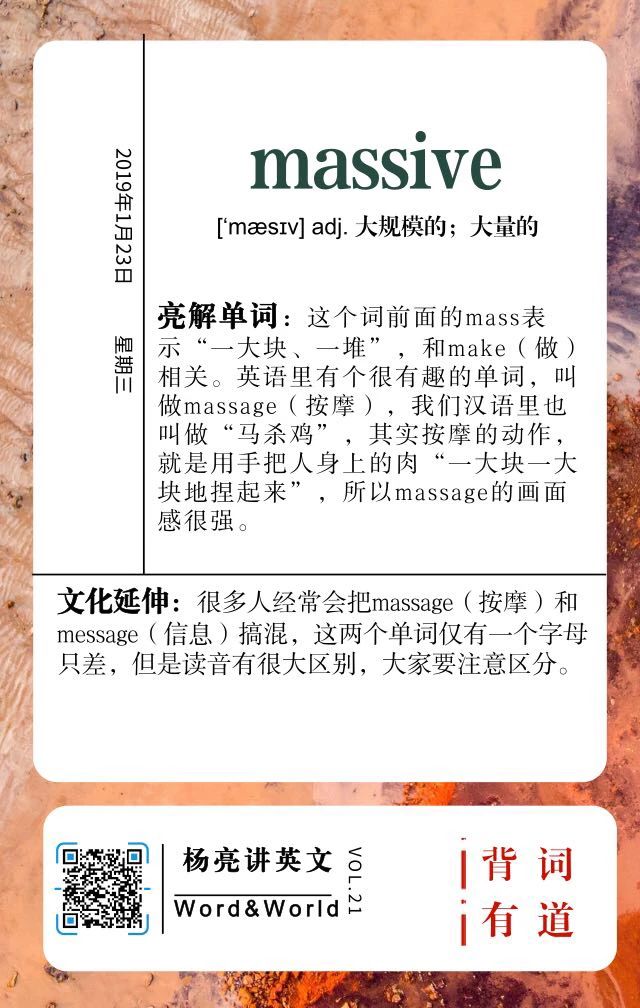 massive
['mæsɪv] adj. 大规模的；大量的
2019年1月23日 星期三
亮解单词：这个词前面的mass表
示“一大块、一堆”，和make（做）
相关。英语里有个很有趣的单词，叫
做massage（按摩），我们汉语里也
叫做“马杀鸡”，其实按摩的动作，
就是用手把人身上的肉“一大块一大
块地捏起来”，所以massage的画面
感很强。
文化延伸：很多人经常会把massage（按摩）和
message（信息）搞混，这两个单词仅有一个字母
只差，但是读音有很大区别，大家要注意区分。
杨亮讲英文
Word&World
VOL.21
背词
有道